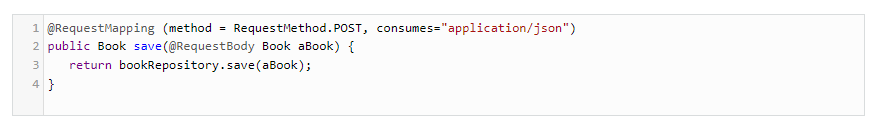 1 @RequestMapping (method = RequestMethod.POST, consumes="application/json")
2 public Book save(@RequestBody Book aBook) {
3    return bookRepository.save(aBook);
4 }